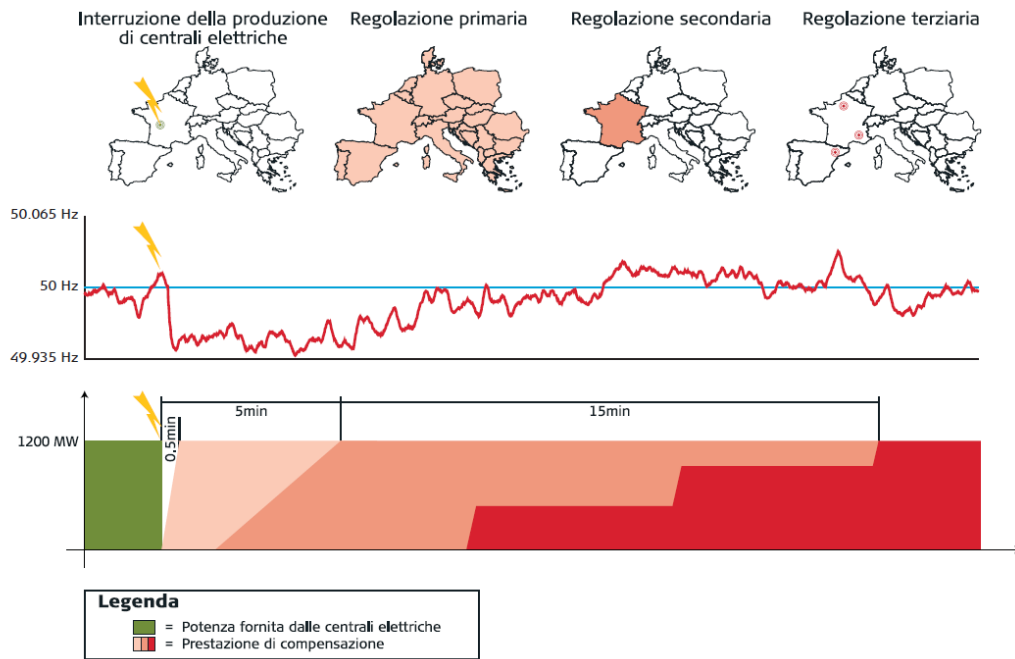 Interruzione della produzione
di centrali elettriche
Regolazione primaria
Regolazione secondaria
Regolazione terziaria
50.065 Hz
50 Hz
49.935 Hz
5min
15min
0,5min
1200 MW
Legenda
= Potenza fornita dalle centrali elettriche
= Prestazione di compensazione